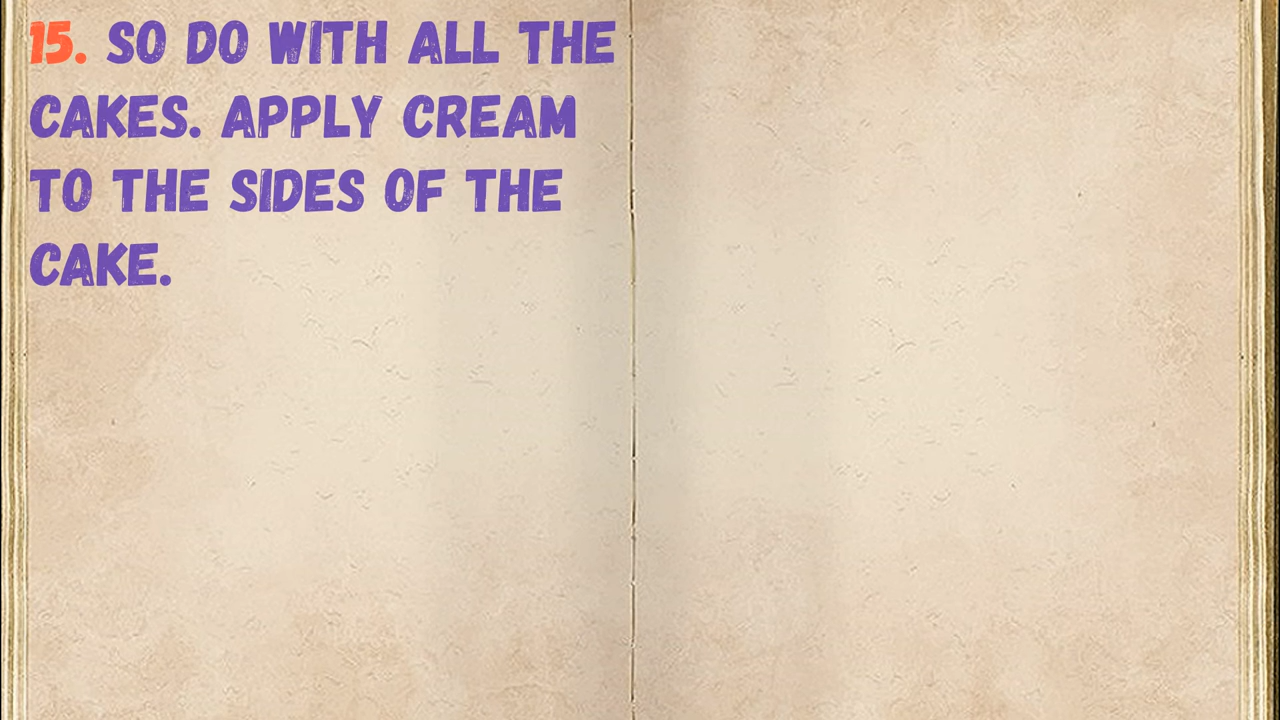 15. SO DO WITH ALL THE
CAKES. APPLY CREAM
TO THE SIDES OF THE
CAKE.